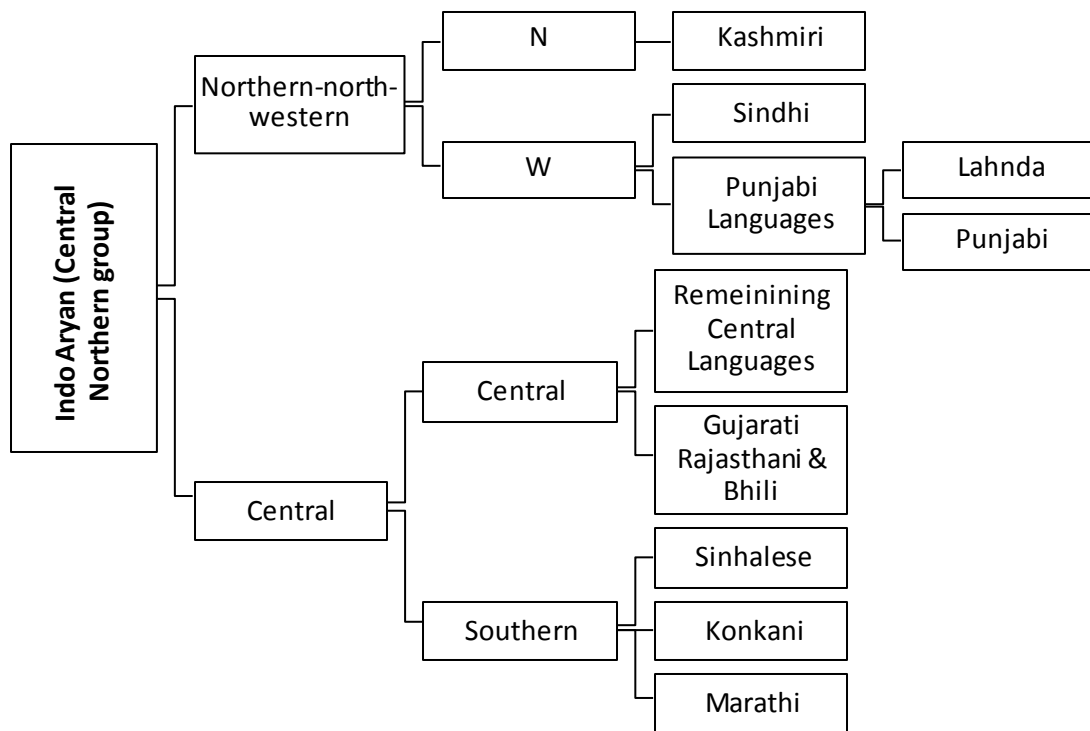 Indo Aryan (Central
Northern group)
Northern-north-
western
N
Kashmiri
W
Sindhi
Punjabi
Languages
Lahnda
Punjabi
Central
Central
Remeinining
Central
Languages
Gujarati
Rajasthani &
Bhili
Southern
Sinhalese
Konkani
Marathi